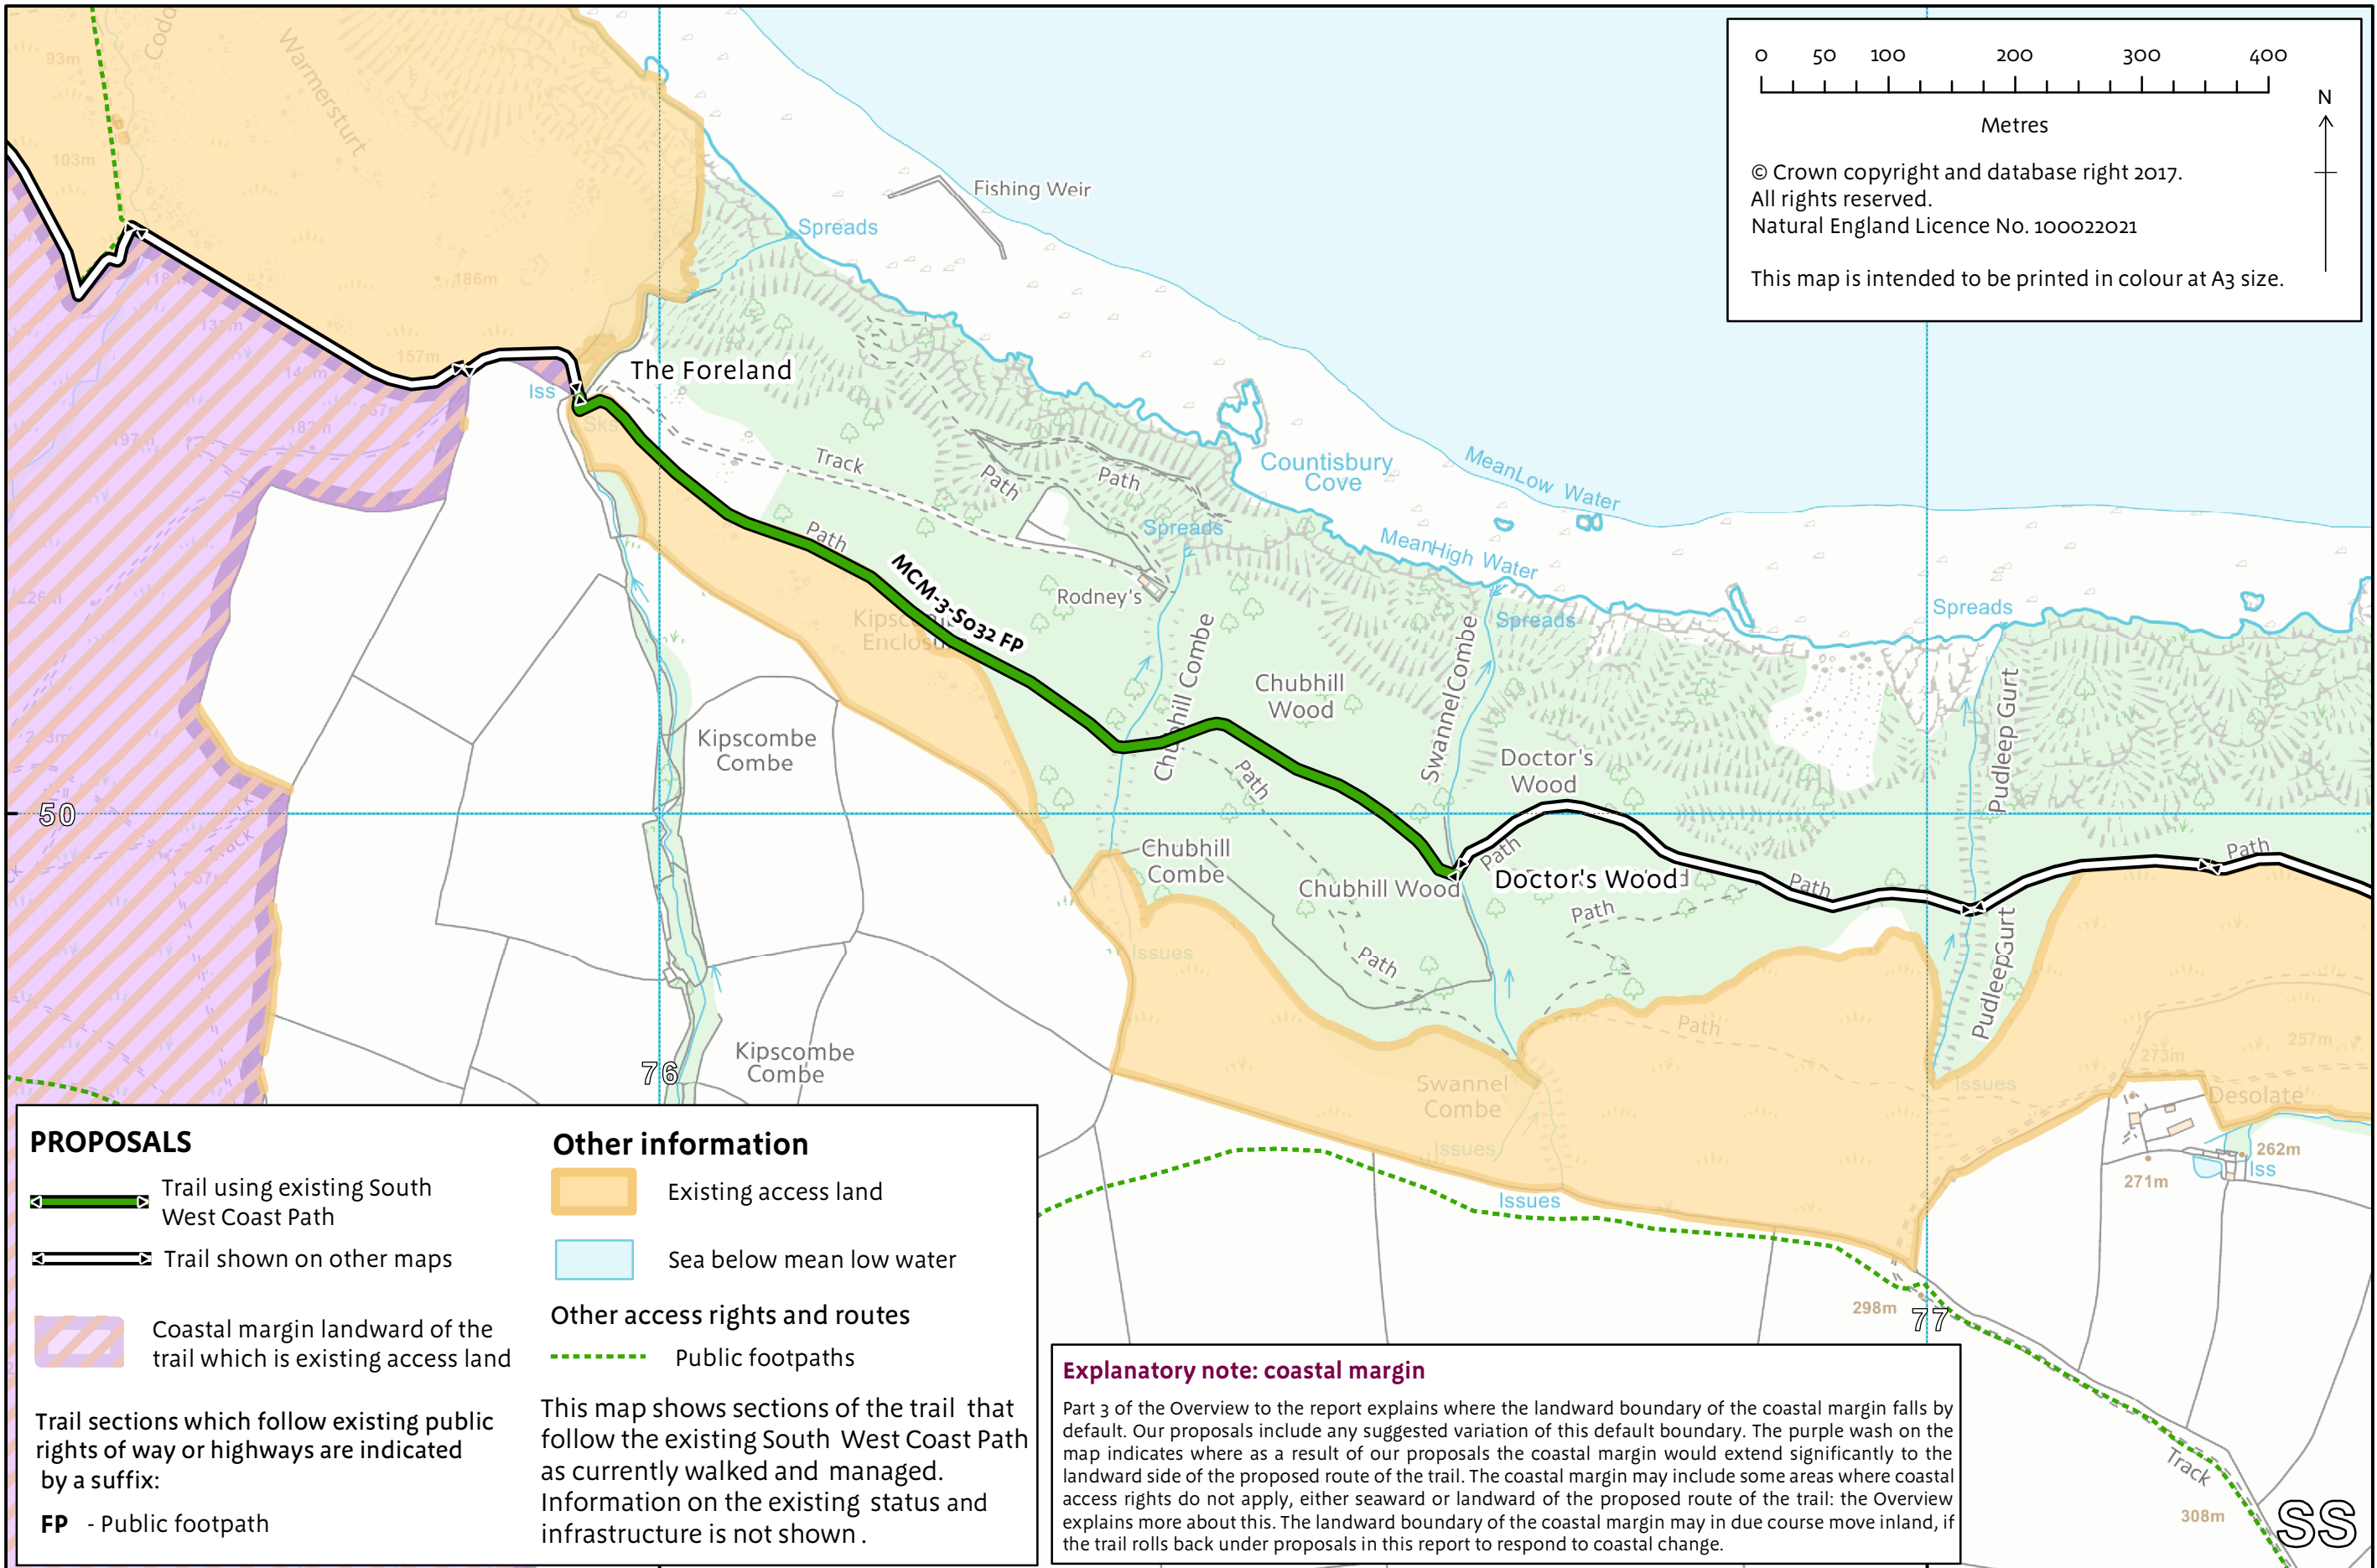 93m
Warmersturt
103m
186m
157m
Iss
The Foreland
Fishing Weir
Spreads
0 50 100 200 300 400
Metres
N
© Crown copyright and database right 2017.
All rights reserved.
Natural England Licence No. 100022021
This map is intended to be printed in colour at A3 size.
Track
Path
Path
Path
Countisbury
Cove
Mean Low Water
Mean High Water
Spreads
Rodney's
MCM-3-S032 FP
Spreads
Spreads
Chubhill Combe
Chubhill
Wood
Swannel Combe
Doctor's
Wood
Pudleep Gurt
Kipscombe
Combe
Path
50
Chubhill
Combe
Chubhill Wood
Path
Doctor's Wood
Path
Path
Path
Path
Issues
Path
Pudleep Gurt
Kipscombe
Combe
76
Swannel
Combe
Issues
Issues
Issues
273m
257m
Desolate
262m
Iss
271m
298m
77
Track
308m
SS
PROPOSALS
Trail using existing South
West Coast Path
Trail shown on other maps
Coastal margin landward of the
trail which is existing access land
Trail sections which follow existing public
rights of way or highways are indicated
by a suffix:
FP - Public footpath
Other information
Existing access land
Sea below mean low water
Other access rights and routes
Public footpaths
This map shows sections of the trail that
follow the existing South West Coast Path
as currently walked and managed.
Information on the existing status and
infrastructure is not shown .
Explanatory note: coastal margin
Part 3 of the Overview to the report explains where the landward boundary of the coastal margin falls by
default. Our proposals include any suggested variation of this default boundary. The purple wash on the
map indicates where as a result of our proposals the coastal margin would extend significantly to the
landward side of the proposed route of the trail. The coastal margin may include some areas where coastal
access rights do not apply, either seaward or landward of the proposed route of the trail: the Overview
explains more about this. The landward boundary of the coastal margin may in due course move inland, if
the trail rolls back under proposals in this report to respond to coastal change.